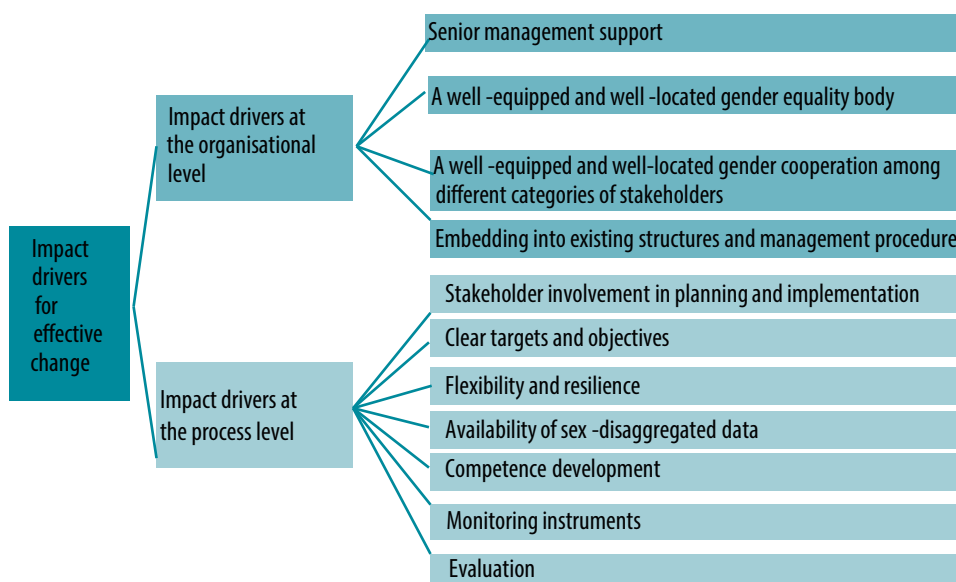 Impact
drivers
for
effective
change
Impact drivers at
the organisational
level
Senior management support
A well -equipped and well -located gender equality body
A well -equipped and well-located gender cooperation among
different categories of stakeholders
Embedding into existing structures and management procedure
Impact drivers at
the process level
Stakeholder involvement in planning and implementation
Clear targets and objectives
Flexibility and resilience
Availability of sex -disaggregated data
Competence development
Monitoring instruments
Evaluation